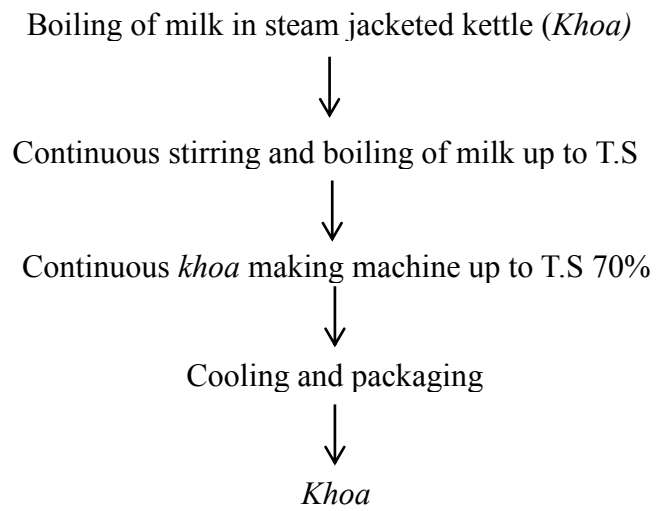 Boiling of milk in steam jacketed kettle (Khoa)
Continuous stirring and boiling of milk up to T.S
Continuous khoa making machine up to T.S 70%
Cooling and packaging
Khoa